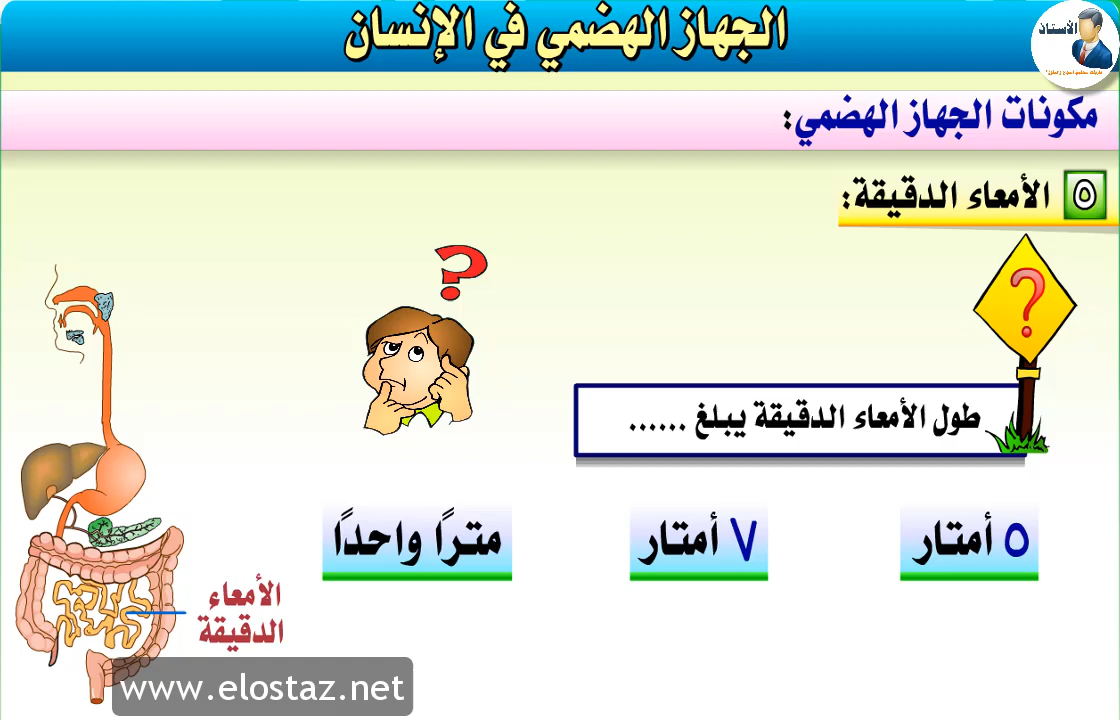 الجهاز الهضمي في الإنسان
الأستاذ
مكونات الجهاز الهضمي:
٥ الأمعاء الدقيقة:
?
?
طول الأمعاء الدقيقة يبلغ ......
٥ أمتار
٧ أمتار
مترًا واحدًا
الأمعاء
الدقيقة
www.elostaz.net